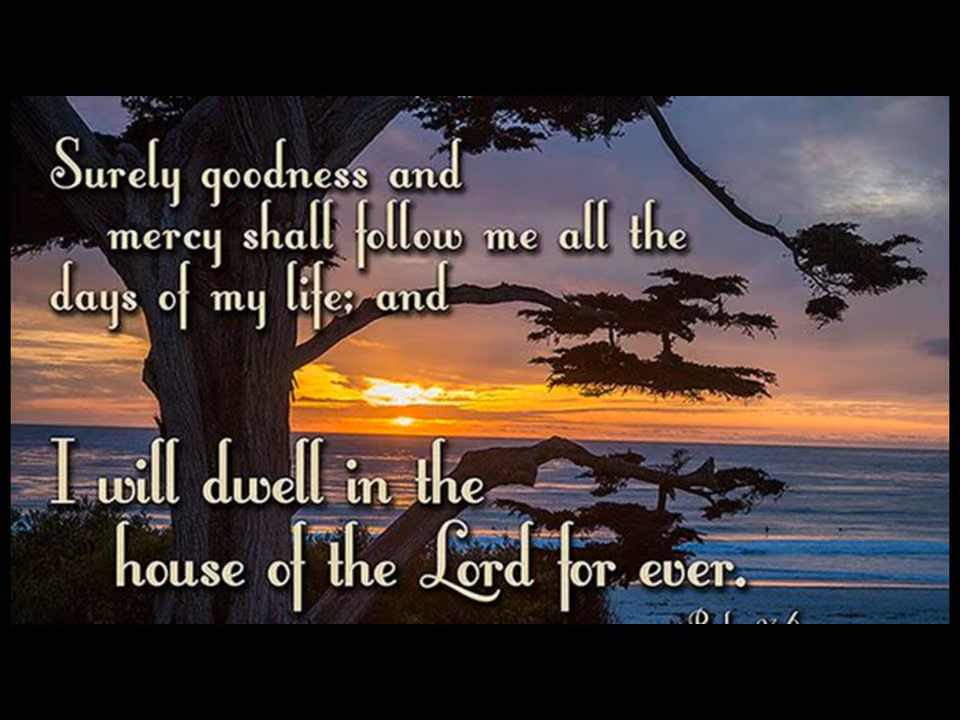 Surely goodness and
mercy shall follow me all the
days of my life; and
I will dwell in the
house of the Lord for ever.